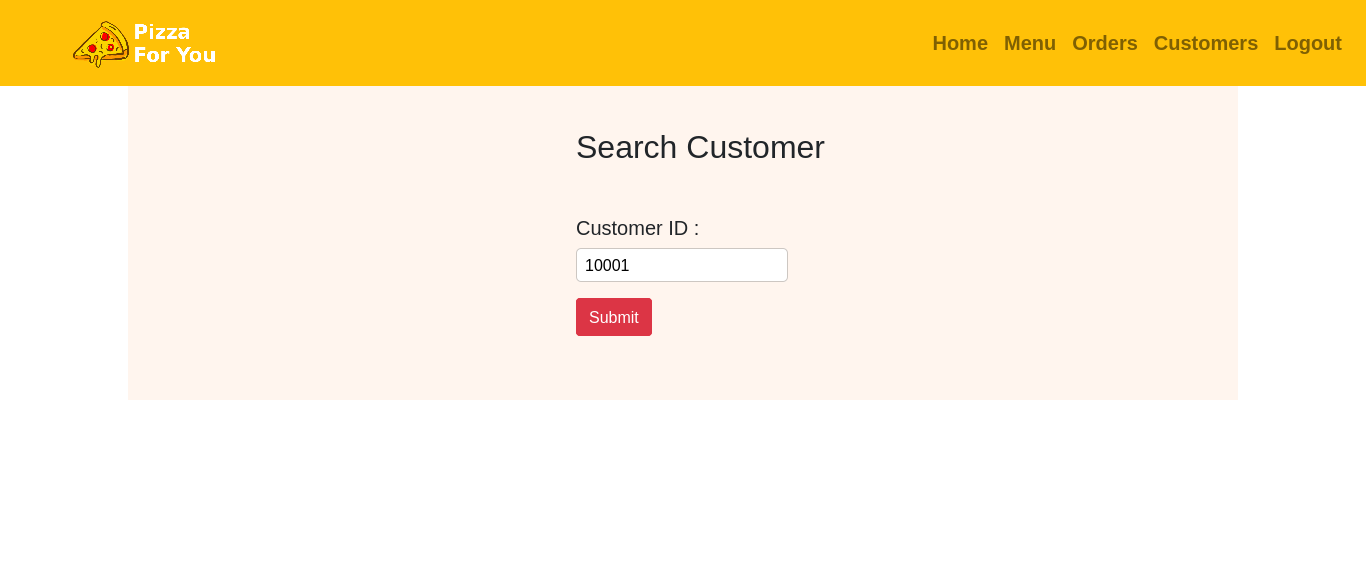 Pizza
For You
Home Menu Orders Customers Logout
Search Customer
Customer ID :
10001
Submit